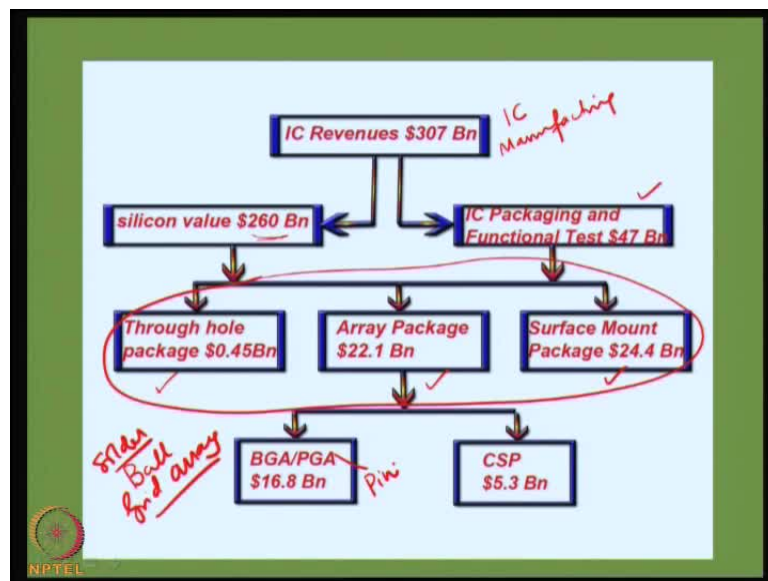 IC Revenues $307 Bn
IC
Manufacturing
silicon value $260 Bn
IC Packaging and
Functional Test $47 Bn
Through hole
package $0.45Bn
Array Package
$22.1 Bn
Surface Mount
Package $24.4 Bn
Solder
Ball
Grid array
BGA/PGA
$16.8 Bn
Pin
CSP
$5.3 Bn
NPTEL